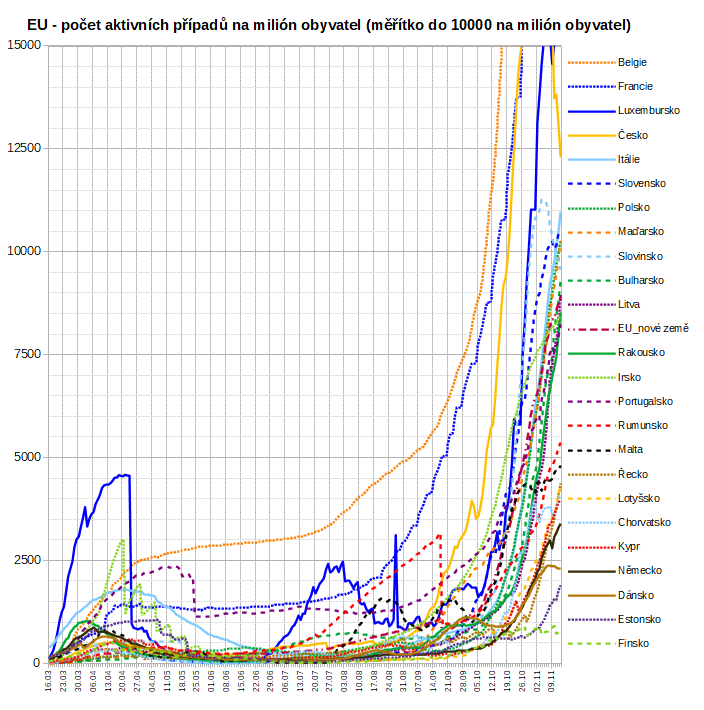 EU - počet aktivních případů na milión obyvatel (měřítko do 10000 na milión obyvatel)
15000
12500
10000
7500
5000
2500
0
16.03
23.03
30.03
06.04
13.04
20.04
27.04
04.05
11.05
18.05
25.05
01.06
08.06
15.06
22.06
29.06
06.07
13.07
20.07
27.07
03.08
10.08
17.08
24.08
31.08
07.09
14.09
21.09
28.09
05.10
12.10
19.10
26.10
02.11
09.11
Belgie
Francie
Luxembursko
Česko
Itálie
Slovensko
Polsko
Maďarsko
Slovinsko
Bulharsko
Litva
EU_nové země
Rakousko
Irsko
Portugalsko
Rumunsko
Malta
Řecko
Lotyšsko
Chorvatsko
Kypr
Německo
Dánsko
Estonsko
Finsko